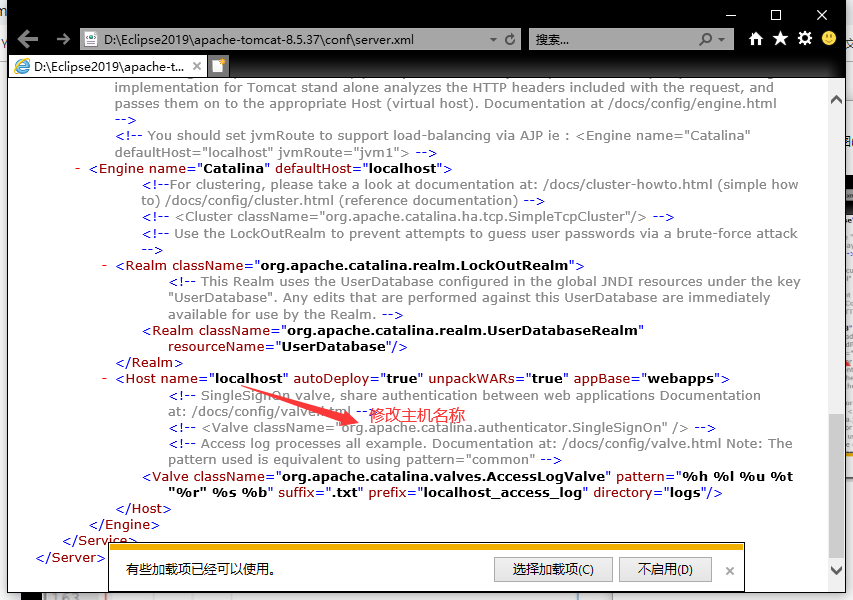 D:\Eclipse2019\apache-tomcat-8.5.37\conf\server.xml
搜索...
D:\Eclipse2019\apache-t...
implementation for Tomcat stand alone analyzes the HTTP headers included with the request, and
passes them on to the appropriate Host (virtual host). Documentation at /docs/config/engine.html
-->
<!-- You should set jvmRoute to support load-balancing via AJP ie : <Engine name="Catalina"
defaultHost="localhost" jvmRoute="jvm1"> -->
- <Engine name="Catalina" defaultHost="localhost">
<!--For clustering, please take a look at documentation at: /docs/cluster-howto.html (simple how
to) /docs/config/cluster.html (reference documentation) -->
<!-- <Cluster className="org.apache.catalina.ha.tcp.SimpleTcpCluster"/> -->
<!-- Use the LockOutRealm to prevent attempts to guess user passwords via a brute-force attack
-->
- <Realm className="org.apache.catalina.realm.LockOutRealm">
<!-- This Realm uses the UserDatabase configured in the global JNDI resources under the key
"UserDatabase". Any edits that are performed against this UserDatabase are immediately
available for use by the Realm. -->
<Realm className="org.apache.catalina.realm.UserDatabaseRealm"
resourceName="UserDatabase"/>
</Realm>
- <Host name="localhost" autoDeploy="true" unpackWARs="true" appBase="webapps">
<!-- SingleSignOn valve, share authentication between web applications Documentation
at: /docs/config/valve.html -->
修改主机名称
<!-- <Valve className="org.apache.catalina.authenticator.SingleSignOn" /> -->
<!-- Access log processes all example. Documentation at: /docs/config/valve.html Note: The
pattern used is equivalent to using pattern="common" -->
<Valve className="org.apache.catalina.valves.AccessLogValve" pattern="%h %l %u %t
"%r" %s %b" suffix=".txt" prefix="localhost_access_log" directory="logs"/>
</Host>
</Engine>
</Service>
</Server>
有些加载项已经可以使用。
选择加载项(C)
不启用(D)